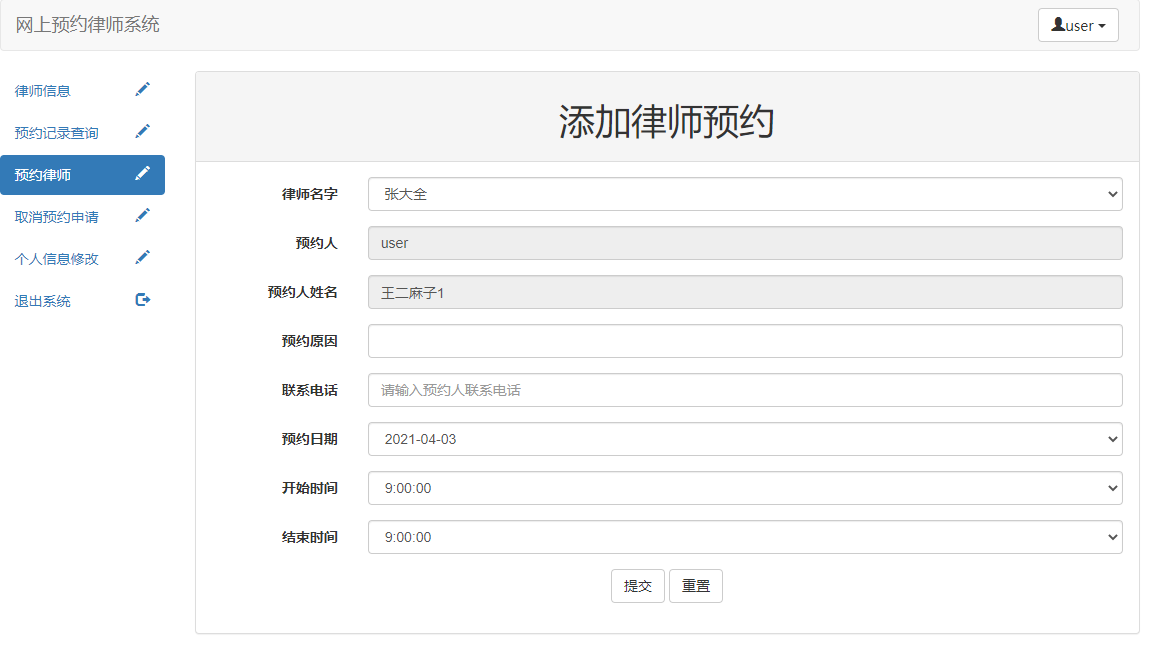 网上预约律师系统
user
律师信息
预约记录查询
预约律师
取消预约申请
个人信息修改
退出系统
添加律师预约
律师名字 张大全
预约人 user
预约人姓名 王二麻子1
预约原因
联系电话 请输入预约人联系电话
预约日期 2021-04-03
开始时间 9:00:00
结束时间 9:00:00
提交 重置